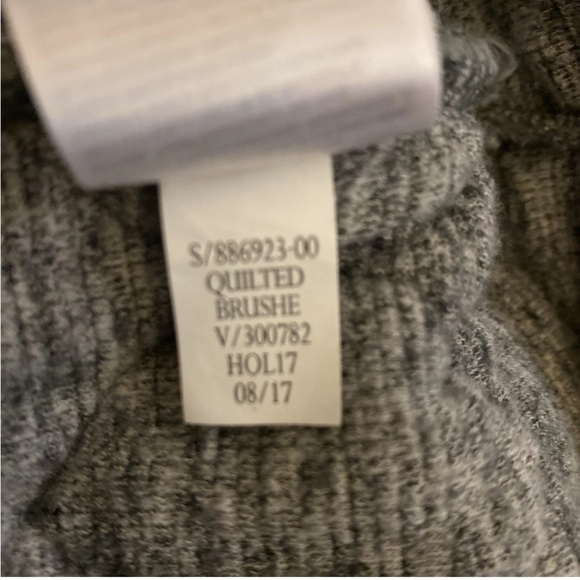 S/886923-00
QUILTED
BRUSHE
V/300782
HOL17
08/17